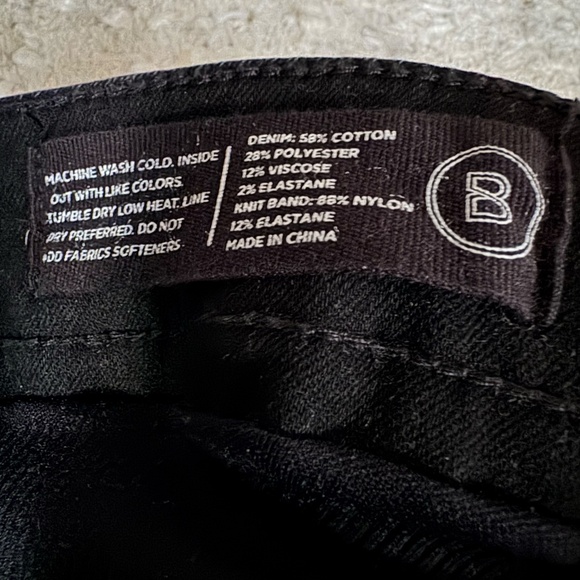 MACHINE WASH COLD. INSIDE
OUT WITH LIKE COLORS.
TUMBLE DRY LOW HEAT. LINE
DRY PREFERRED. DO NOT
ADD FABRICS SOFTENERS
DENIM: 58% COTTON
28% POLYESTER
12% VISCOSE
2% ELASTANE
KNIT BAND: 88% NYLON
12% ELASTANE
MADE IN CHINA
B